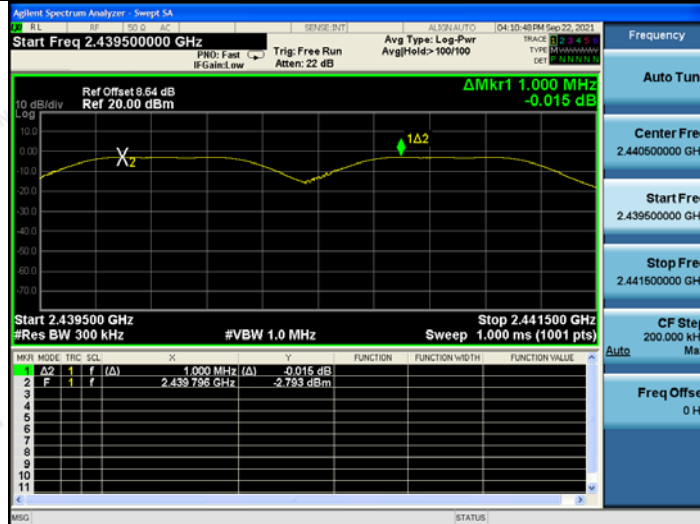 Agilent Spectrum Analyzer - Swept SA
RL RF 50 Ω AC SENSE:INT ALIGNAUTO 04:10:48 PM Sep 22, 2021
Start Freq 2.439500000 GHz
PNO: Fast
IFGain:Low
Trig: Free Run
Atten: 22 dB
Avg Type: Log-Pwr
Avg|Hold:> 100/100
TRACE 1 2 3 4 5 6
TYPE M
DET P N N N N N
Ref Offset 8.64 dB
Ref 20.00 dBm
10 dB/div
Log
ΔMkr1 1.000 MHz
-0.015 dB
10.0
0.00
-10.0
-20.0
-30.0
-40.0
-50.0
-60.0
-70.0
X2
1Δ2
Start 2.439500 GHz
Stop 2.441500 GHz
#Res BW 300 kHz
#VBW 1.0 MHz
Sweep 1.000 ms (1001 pts)
MKR MODE TRC SCL X Y FUNCTION FUNCTION WIDTH FUNCTION VALUE
1 Δ2 1 f (Δ) 1.000 MHz (Δ) -0.015 dB
2 F 1 f 2.439 796 GHz -2.793 dBm
3
4
5
6
7
8
9
10
11
MSG
STATUS
Frequency
Auto Tun
Center Fre
2.440500000 GH
Start Fre
2.439500000 GH
Stop Fre
2.441500000 GH
CF Ste
200.000 kH
Auto Ma
Freq Offse
0 H